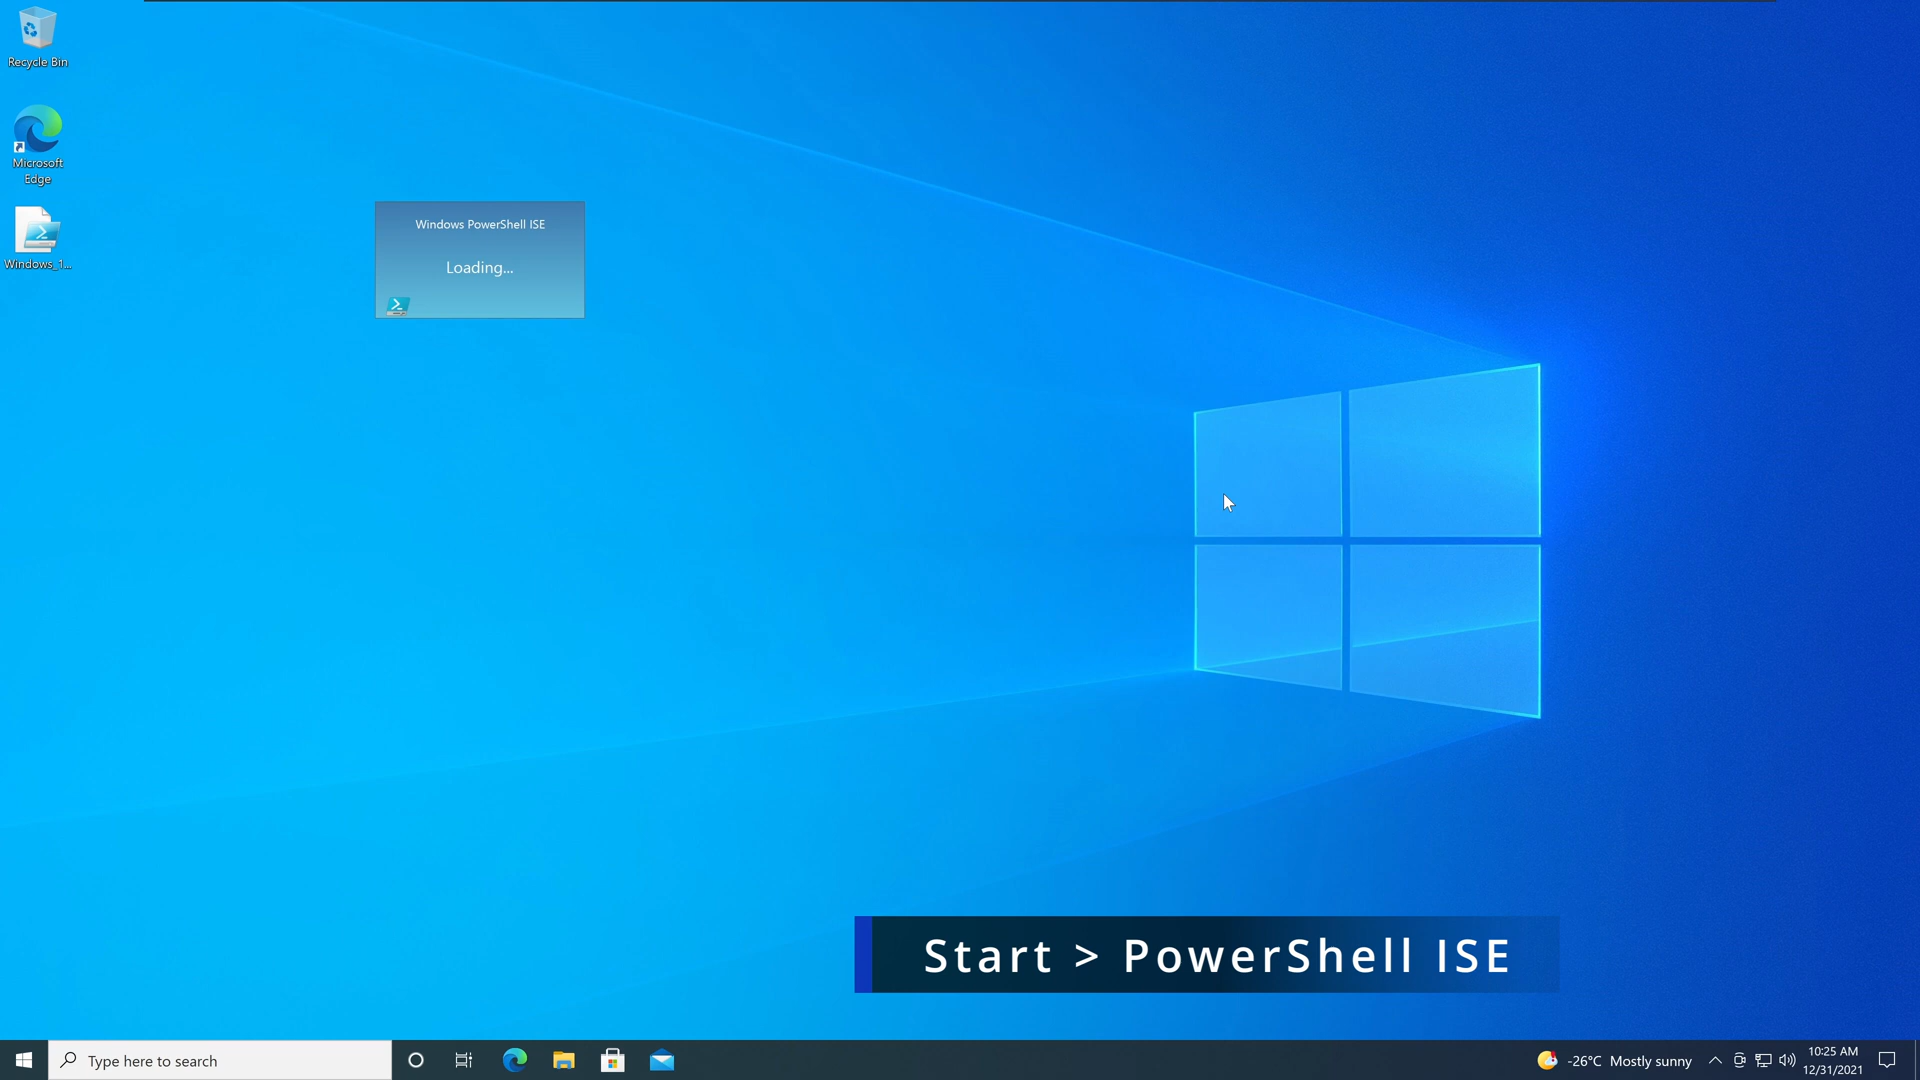 Recycle Bin
Microsoft
Edge
Windows_1...
Windows PowerShell ISE
Loading...
Start > PowerShell ISE
Type here to search
-26°C Mostly sunny
10:25 AM
12/31/2021